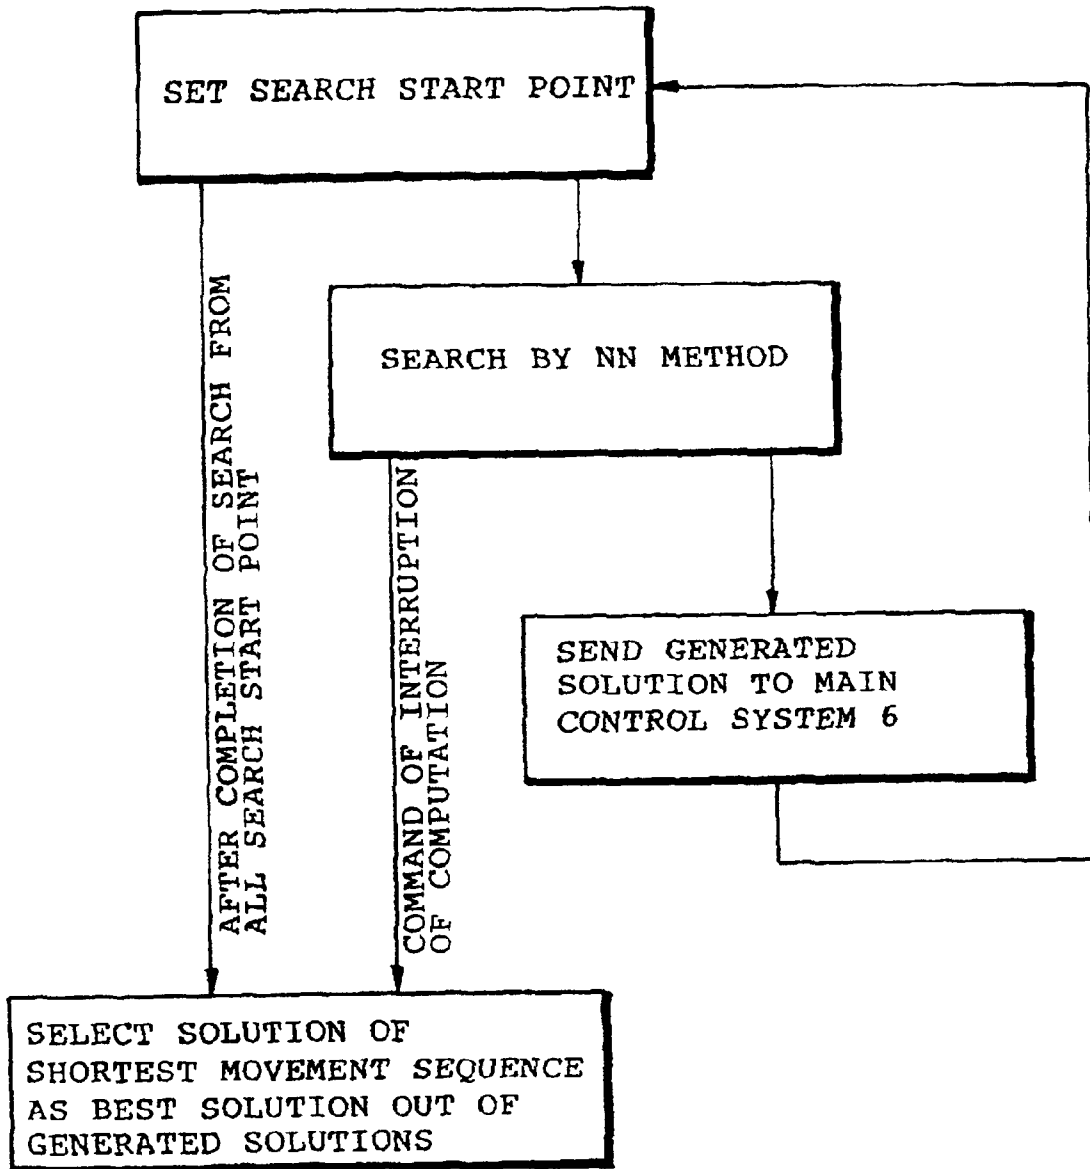 SET SEARCH START POINT
SEARCH BY NN METHOD
AFTER COMPLETION OF SEARCH FROM
ALL SEARCH START POINT
COMMAND OF INTERRUPTION
OF COMPUTATION
SEND GENERATED
SOLUTION TO MAIN
CONTROL SYSTEM 6
SELECT SOLUTION OF
SHORTEST MOVEMENT SEQUENCE
AS BEST SOLUTION OUT OF
GENERATED SOLUTIONS